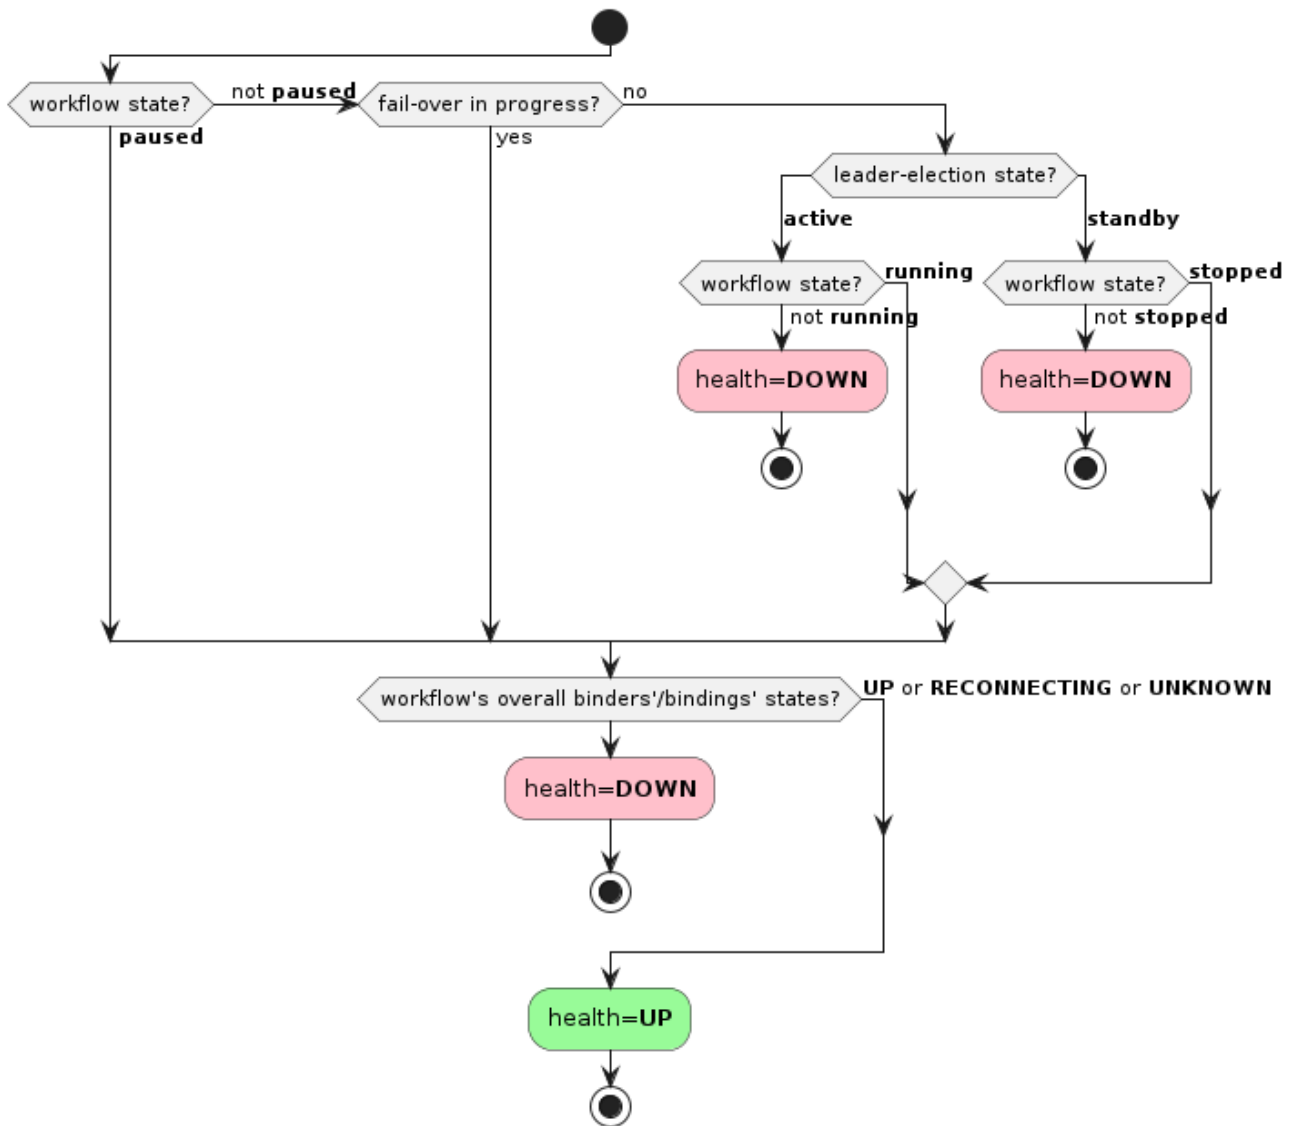 workflow state?
not paused
fail-over in progress?
no
paused
yes
leader-election state?
active
standby
workflow state?
running
workflow state?
stopped
not running
not stopped
health=DOWN
health=DOWN
workflow's overall binders'/bindings' states?
UP or RECONNECTING or UNKNOWN
health=DOWN
health=UP